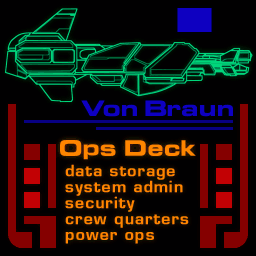 Von Braun
Ops Deck
data storage
system admin
security
crew quarters
power ops